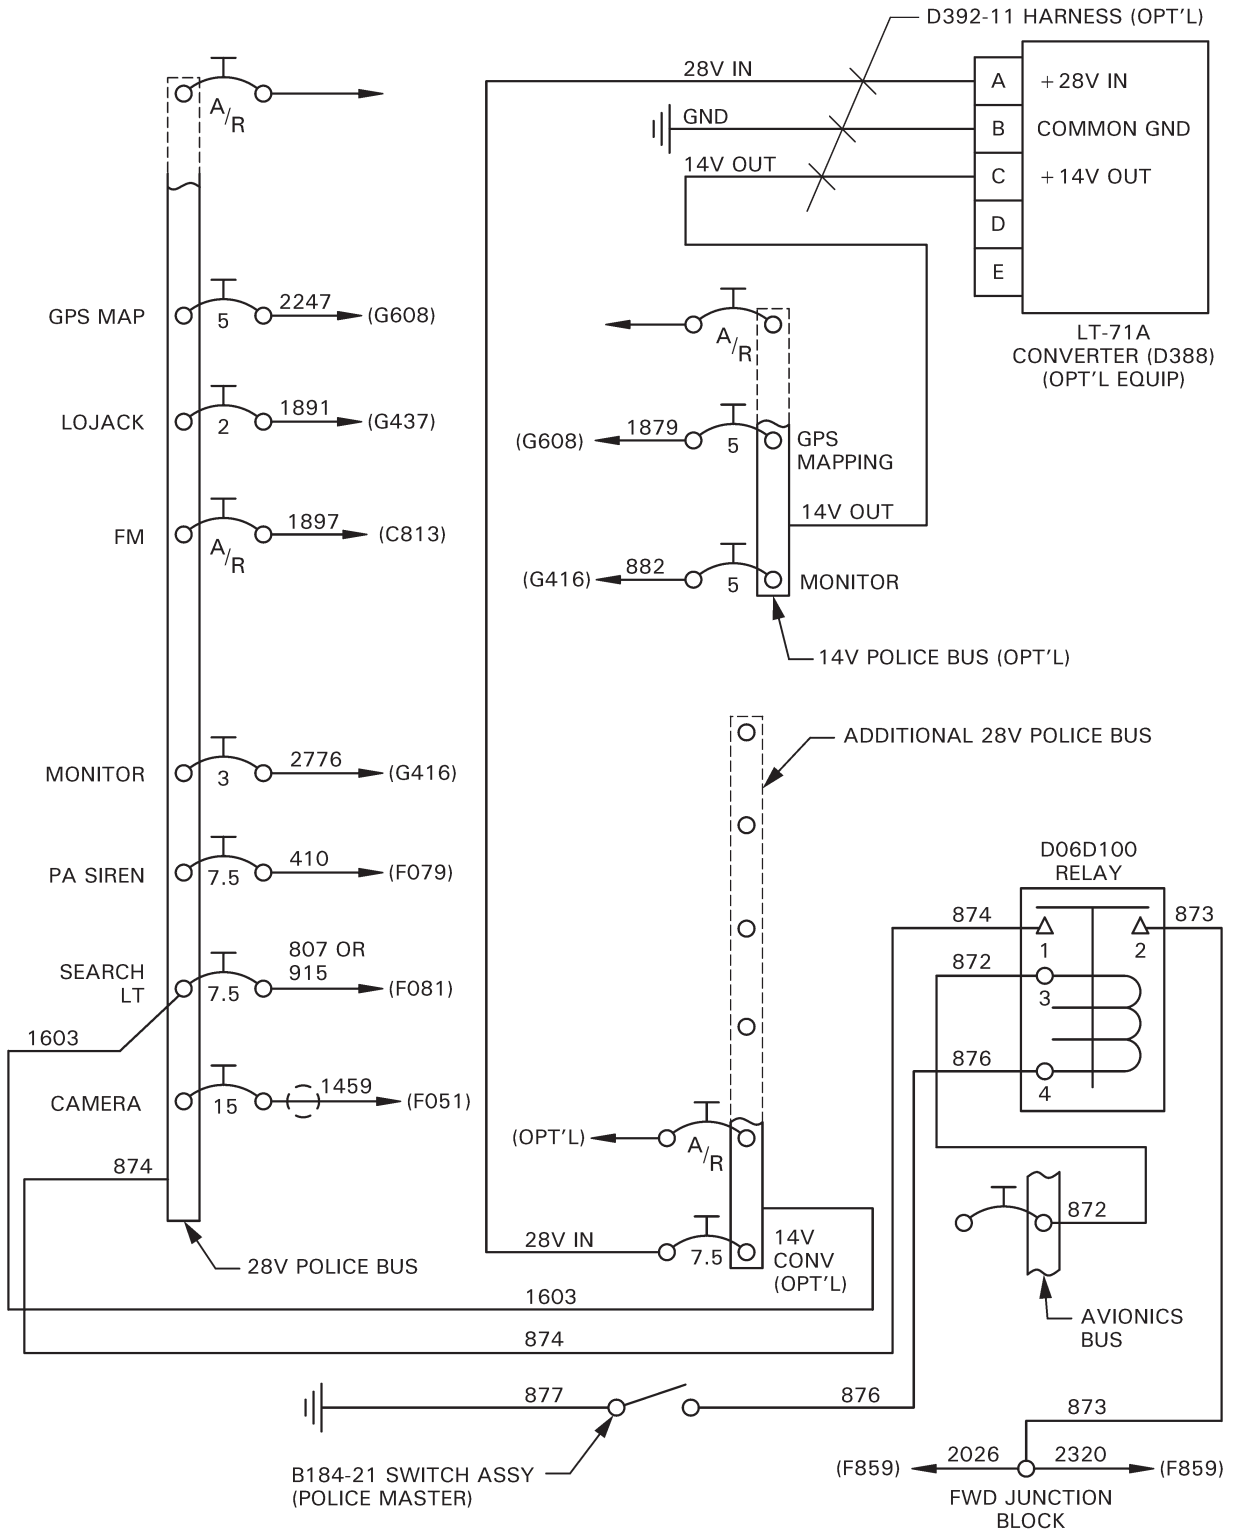 D392-11 HARNESS (OPT'L)
28V IN
A
+28V IN
GND
B
COMMON GND
14V OUT
C
+14V OUT
D
E
LT-71A
CONVERTER (D388)
(OPT'L EQUIP)
A/R
GPS MAP
5
2247
(G608)
LOJACK
2
1891
(G437)
FM
A/R
1897
(C813)
MONITOR
3
2776
(G416)
PA SIREN
7.5
410
(F079)
SEARCH
LT
7.5
807 OR
915
(F081)
1603
CAMERA
15
1459
(F051)
874
28V POLICE BUS
A/R
(G608)
1879
5
GPS
MAPPING
14V OUT
(G416)
882
5
MONITOR
14V POLICE BUS (OPT'L)
ADDITIONAL 28V POLICE BUS
(OPT'L)
A/R
28V IN
7.5
14V
CONV
(OPT'L)
1603
874
D06D100
RELAY
874
1
2
873
872
3
876
4
872
AVIONICS
BUS
877
876
B184-21 SWITCH ASSY
(POLICE MASTER)
873
(F859)
2026
2320
(F859)
FWD JUNCTION
BLOCK